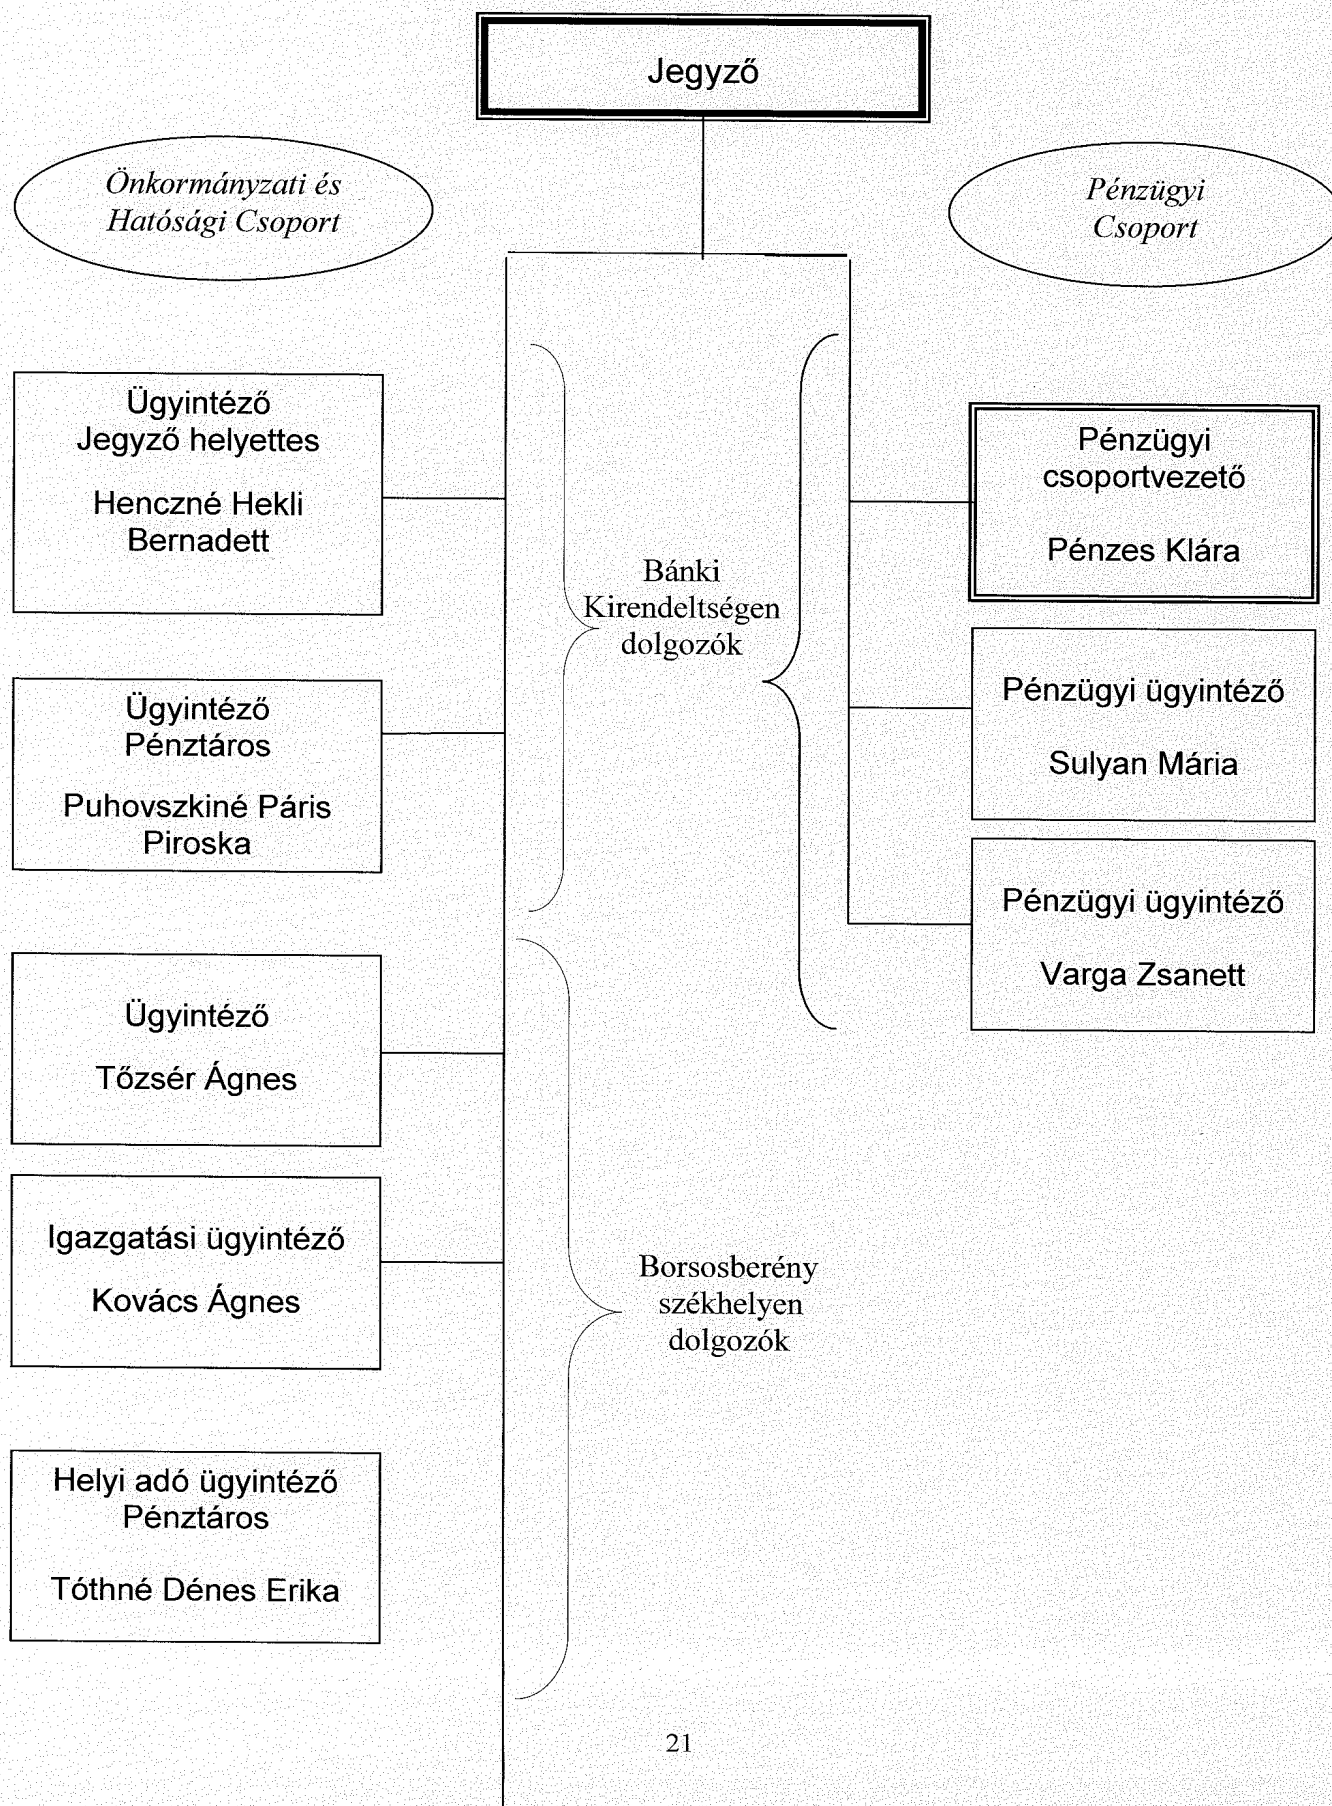 Jegyző
Önkormányzati és
Hatósági Csoport
Pénzügyi
Csoport
Ügyintéző
Jegyző helyettes
Henczné Hekli
Bernadett
Ügyintéző
Pénztáros
Puhovszkiné Páris
Piroska
Ügyintéző
Tőzsér Ágnes
Igazgatási ügyintéző
Kovács Ágnes
Helyi adó ügyintéző
Pénztáros
Tóthné Dénes Erika
Bánki
Kirendeltségen
dolgozók
Borsosberény
székhelyen
dolgozók
Pénzügyi
csoportvezető
Pénzes Klára
Pénzügyi ügyintéző
Sulyan Mária
Pénzügyi ügyintéző
Varga Zsanett
21